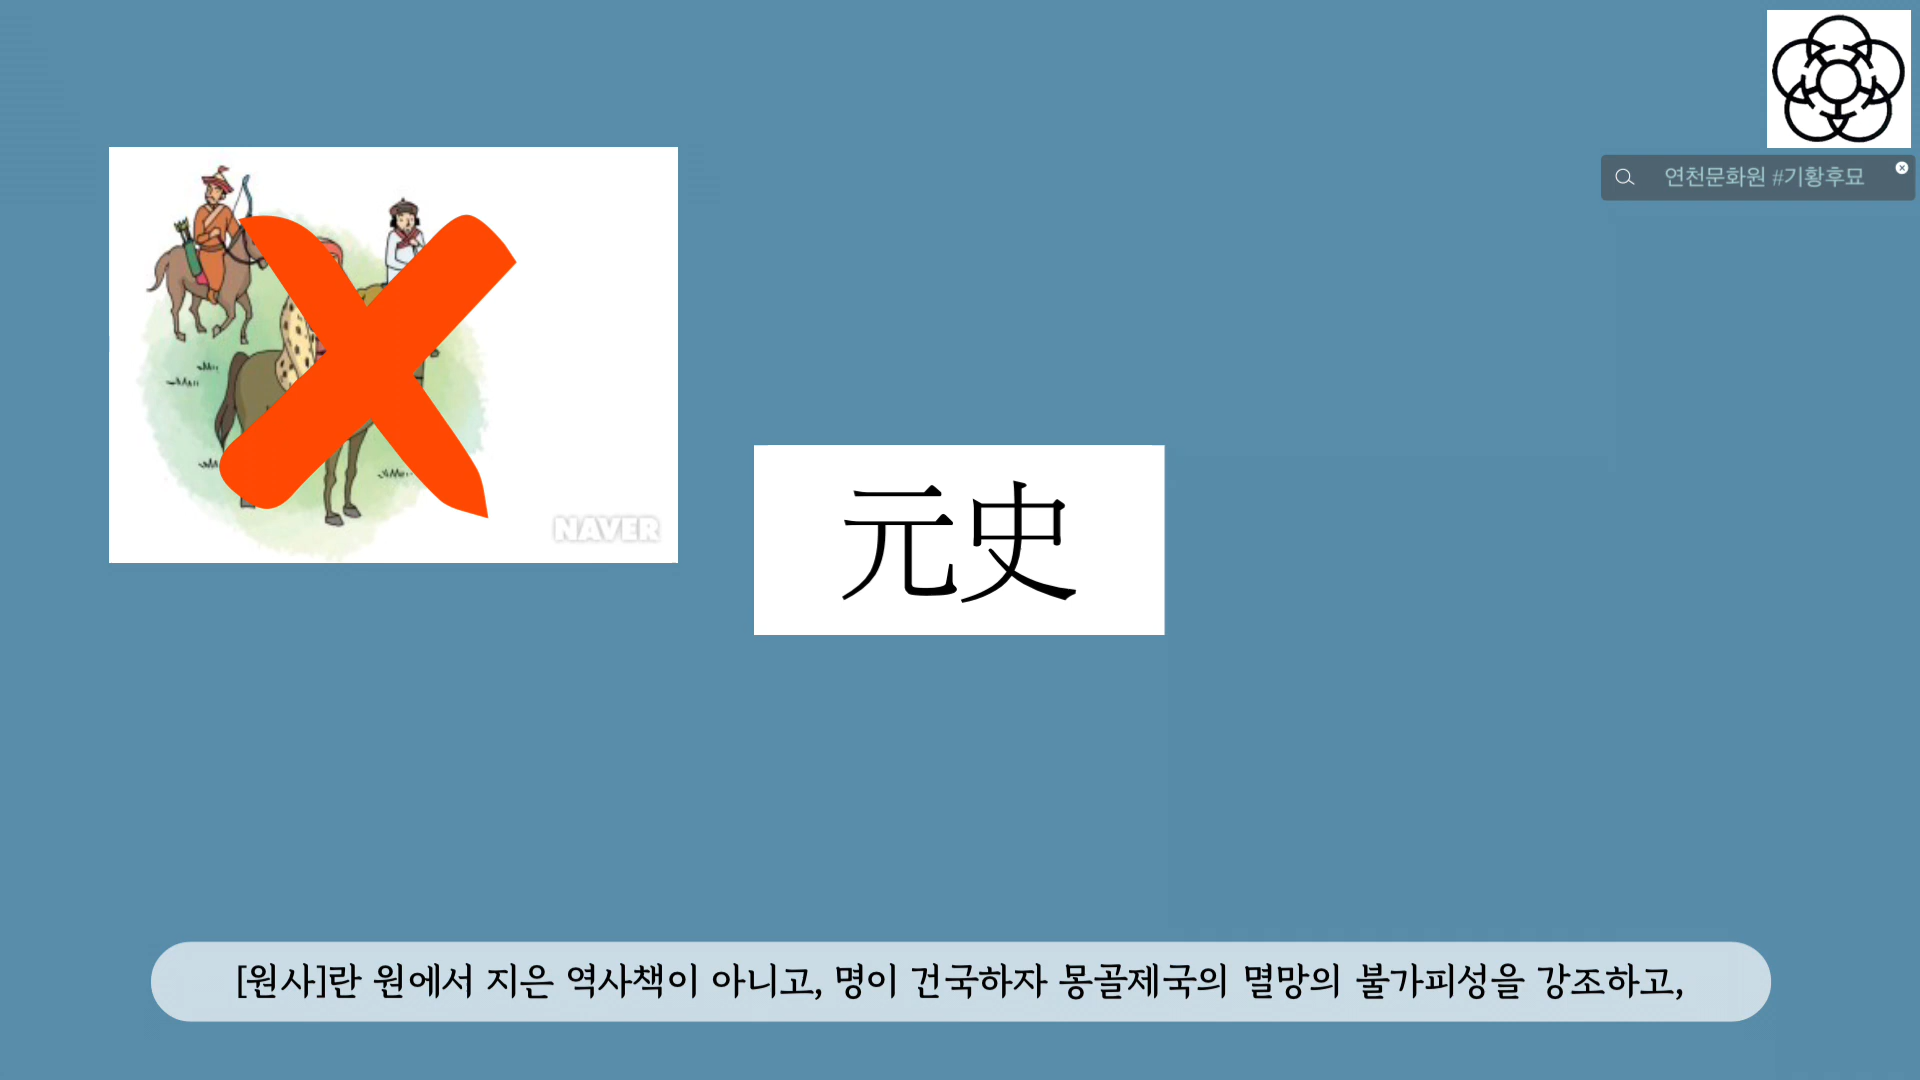 연천문화원 #기황후묘
NAVER
元史
[원사]란 원에서 지은 역사책이 아니고, 명이 건국하자 몽골제국의 멸망의 불가피성을 강조하고,